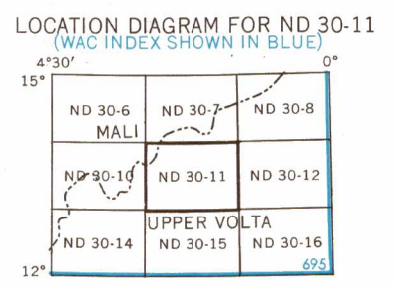 LOCATION DIAGRAM FOR ND 30-11
(WAC INDEX SHOWN IN BLUE)
4°30' 0°
15°
ND 30-6 ND 30-7 ND 30-8
MALI
ND 30-10 ND 30-11 ND 30-12
UPPER VOLTA
ND 30-14 ND 30-15 ND 30-16
695
12°